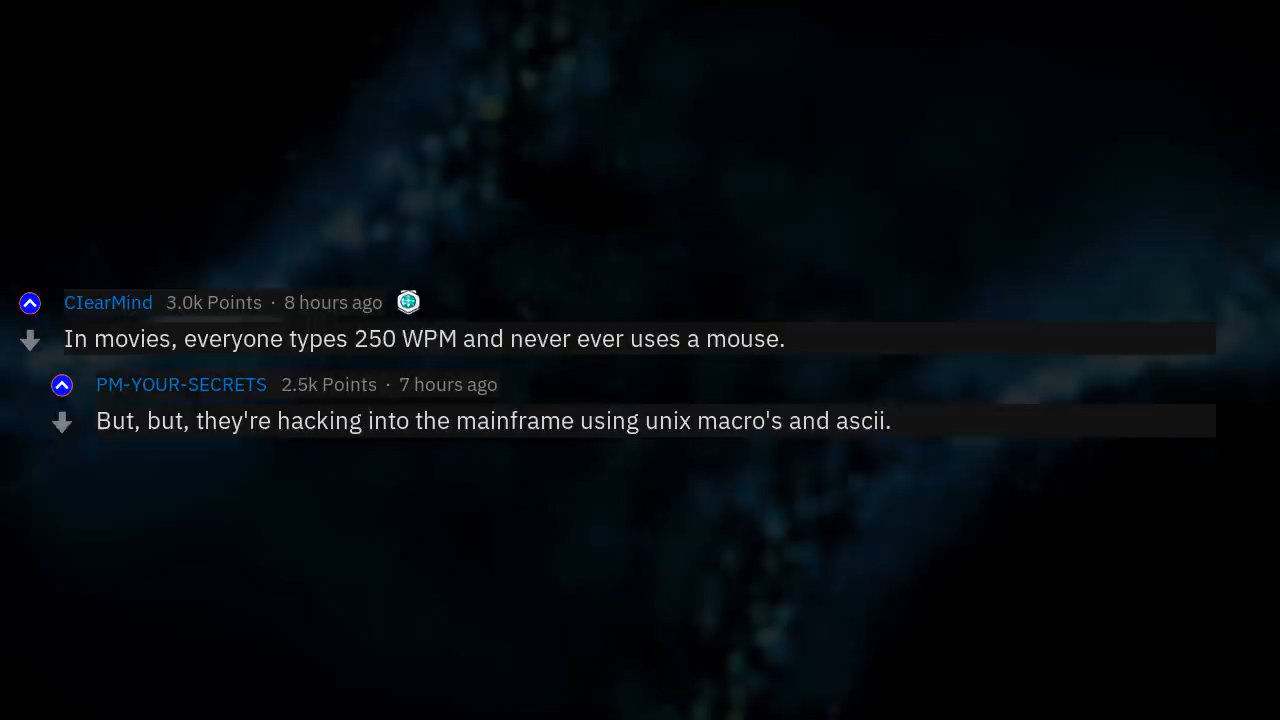 CIearMind 3.0k Points · 8 hours ago
In movies, everyone types 250 WPM and never ever uses a mouse.
PM-YOUR-SECRETS 2.5k Points · 7 hours ago
But, but, they're hacking into the mainframe using unix macro's and ascii.